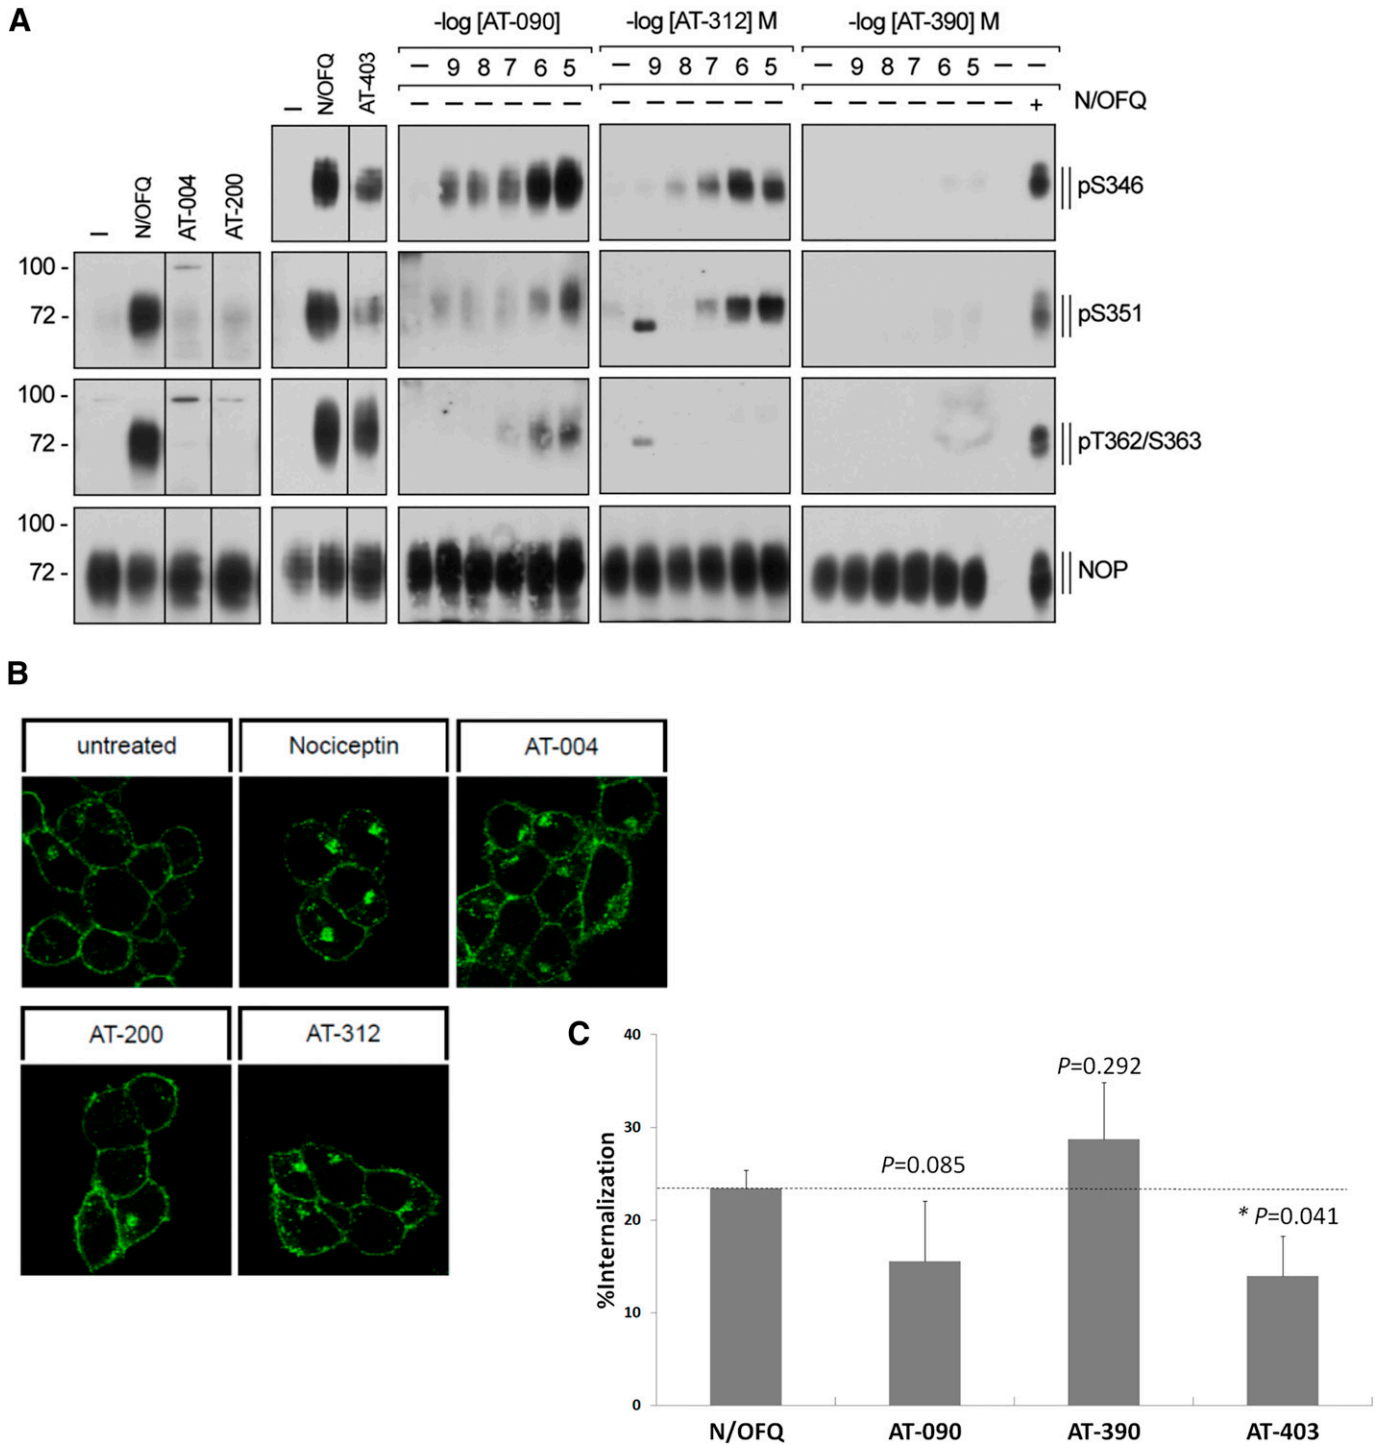 A
-log [AT-090]
-log [AT-312] M
-log [AT-390] M
– N/OFQ AT-403
– 9 8 7 6 5
– 9 8 7 6 5
– 9 8 7 6 5 – –
– – – – – –
– – – – – –
– – – – – – – + N/OFQ
pS346
– N/OFQ AT-004 AT-200
100 -
72 -
pS351
100 -
72 -
pT362/S363
100 -
72 -
NOP
B
untreated
Nociceptin
AT-004
AT-200
AT-312
C
%Internalization
40
30
20
10
0
P=0.085
P=0.292
* P=0.041
N/OFQ
AT-090
AT-390
AT-403